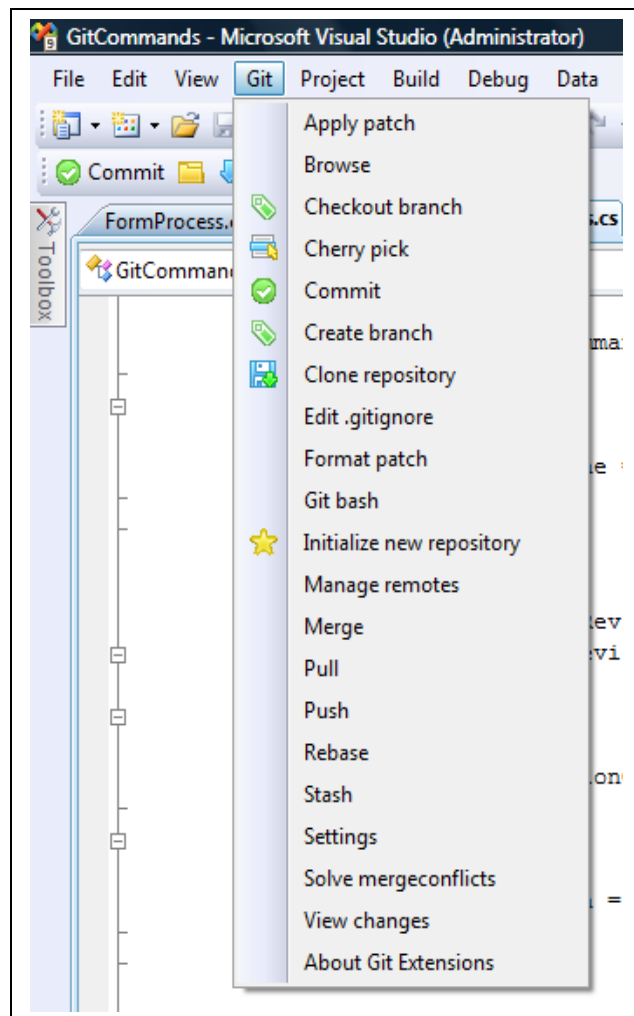 GitCommands - Microsoft Visual Studio (Administrator)
File Edit View Git Project Build Debug Data
Commit
FormProcess.
.cs
Toolbox
GitComman
Apply patch
Browse
Checkout branch
Cherry pick
Commit
Create branch
Clone repository
Edit .gitignore
Format patch
Git bash
Initialize new repository
Manage remotes
Merge
Pull
Push
Rebase
Stash
Settings
Solve mergeconflicts
View changes
About Git Extensions